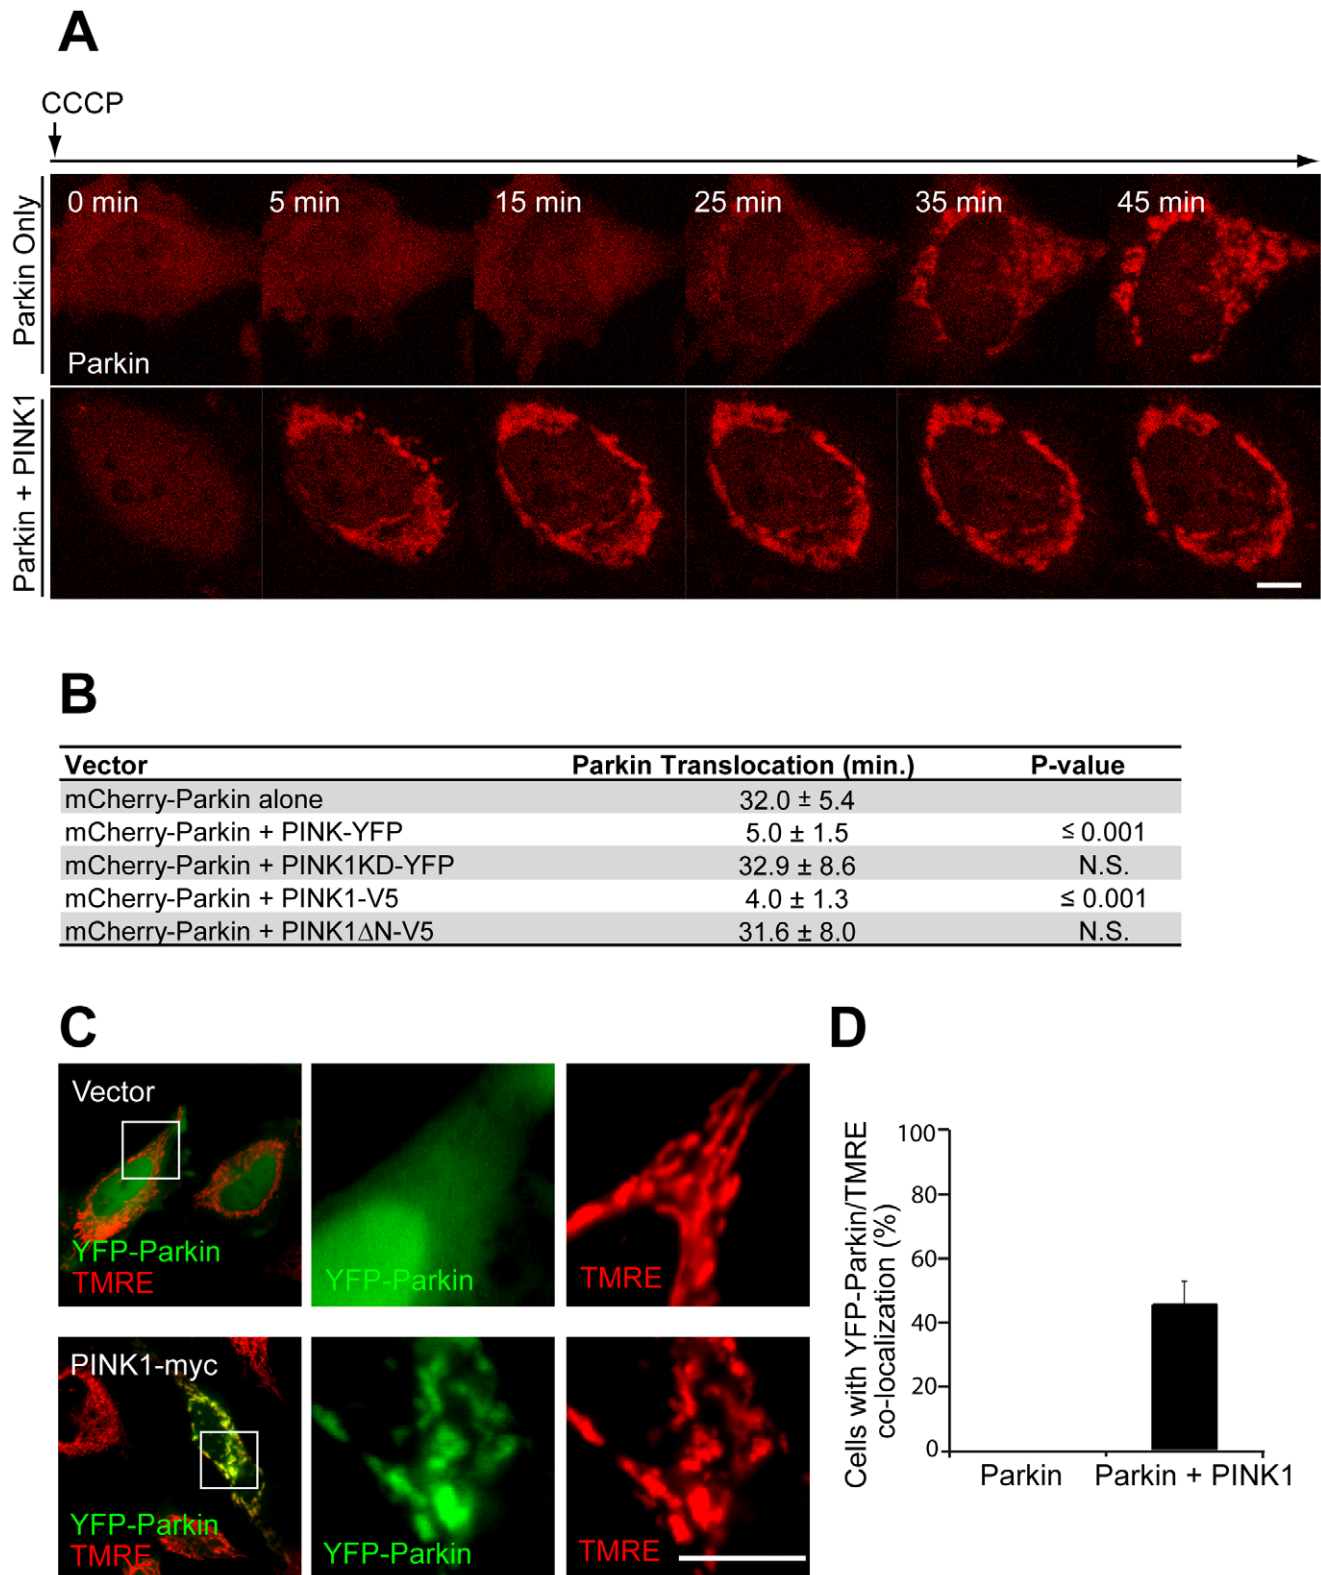 A
CCCP
Parkin Only
0 min
5 min
15 min
25 min
35 min
45 min
Parkin
Parkin + PINK1
B
Vector Parkin Translocation (min.) P-value
mCherry-Parkin alone 32.0 ± 5.4
mCherry-Parkin + PINK-YFP 5.0 ± 1.5 ≤ 0.001
mCherry-Parkin + PINK1KD-YFP 32.9 ± 8.6 N.S.
mCherry-Parkin + PINK1-V5 4.0 ± 1.3 ≤ 0.001
mCherry-Parkin + PINK1ΔN-V5 31.6 ± 8.0 N.S.
C
Vector
YFP-Parkin
TMRE
YFP-Parkin
TMRE
PINK1-myc
YFP-Parkin
TMRE
YFP-Parkin
TMRE
D
Cells with YFP-Parkin/TMRE
co-localization (%)
100
80
60
40
20
0
Parkin
Parkin + PINK1